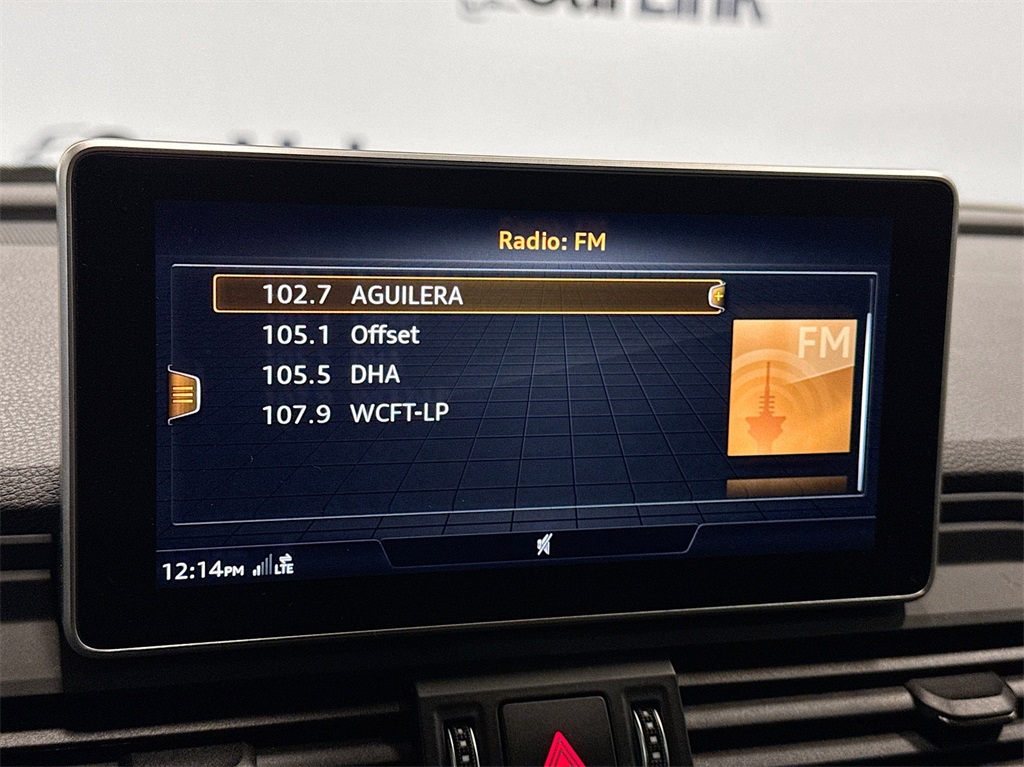 Radio: FM
102.7 AGUILERA
105.1 Offset
105.5 DHA
107.9 WCFT-LP
FM
12:14PM LTE